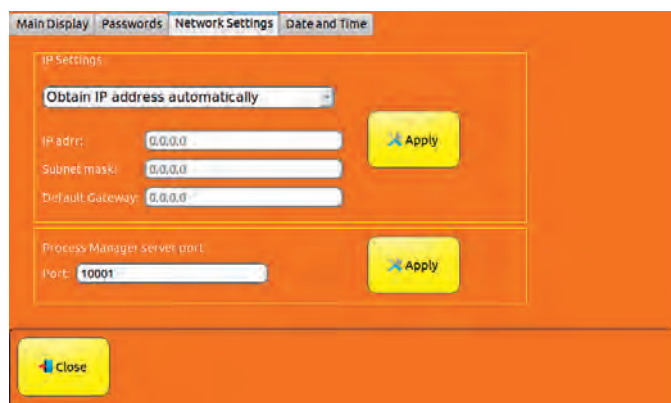 Main Display Passwords Network Settings Date and Time
IP Settings
Obtain IP address automatically
IP adrr: 0.0.0.0
Apply
Subnet mask: 0.0.0.0
Default Gateway: 0.0.0.0
Process Manager server port
Port: 10001
Apply
Close